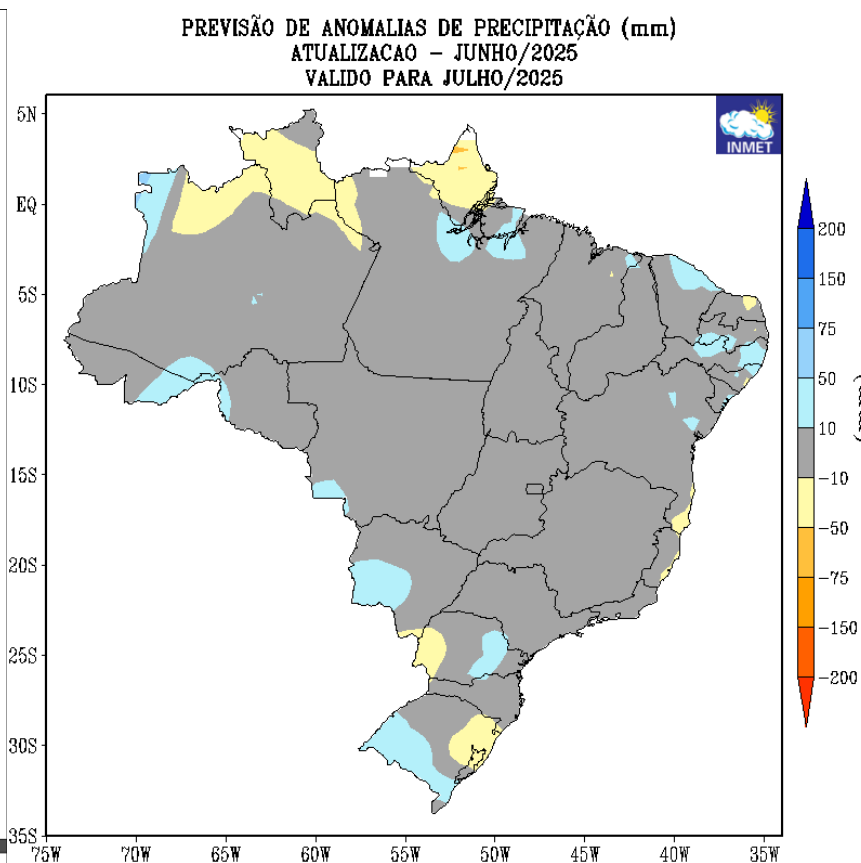 PREVISÃO DE ANOMALIAS DE PRECIPITAÇÃO (mm)
ATUALIZACAO - JUNHO/2025
VALIDO PARA JULHO/2025
INMET
5N
EQ
5S
10S
15S
20S
25S
30S
35S
75W 70W 65W 60W 55W 50W 45W 40W 35W
200
150
75
50
10
-10
-50
-75
-150
-200